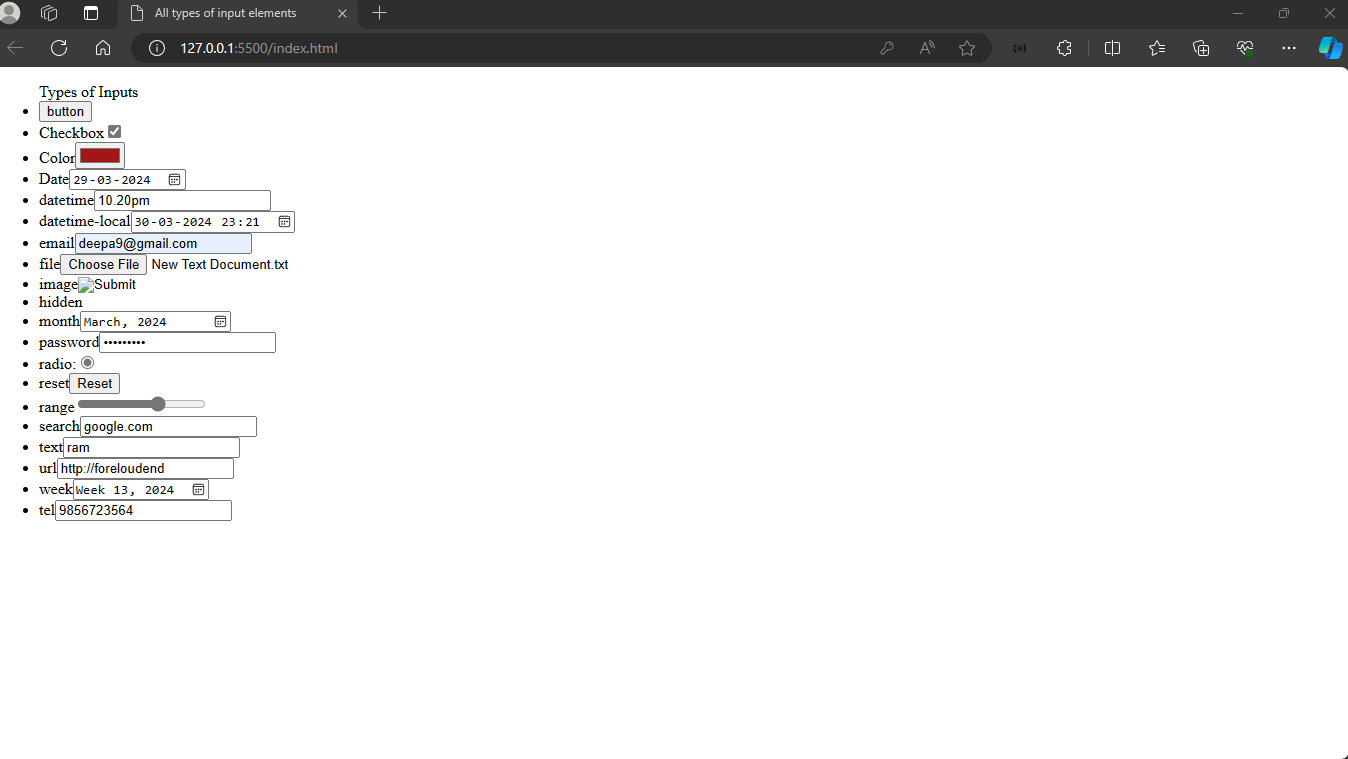 All types of input elements
127.0.0.1:5500/index.html
Types of Inputs
button
Checkbox
Color
Date 29-03-2024
datetime 10.20pm
datetime-local 30-03-2024 23:21
email deepa9@gmail.com
file Choose File New Text Document.txt
image Submit
hidden
month March, 2024
password •••••••••
radio:
reset Reset
range
search google.com
text ram
url http://foreloudend
week Week 13, 2024
tel 9856723564